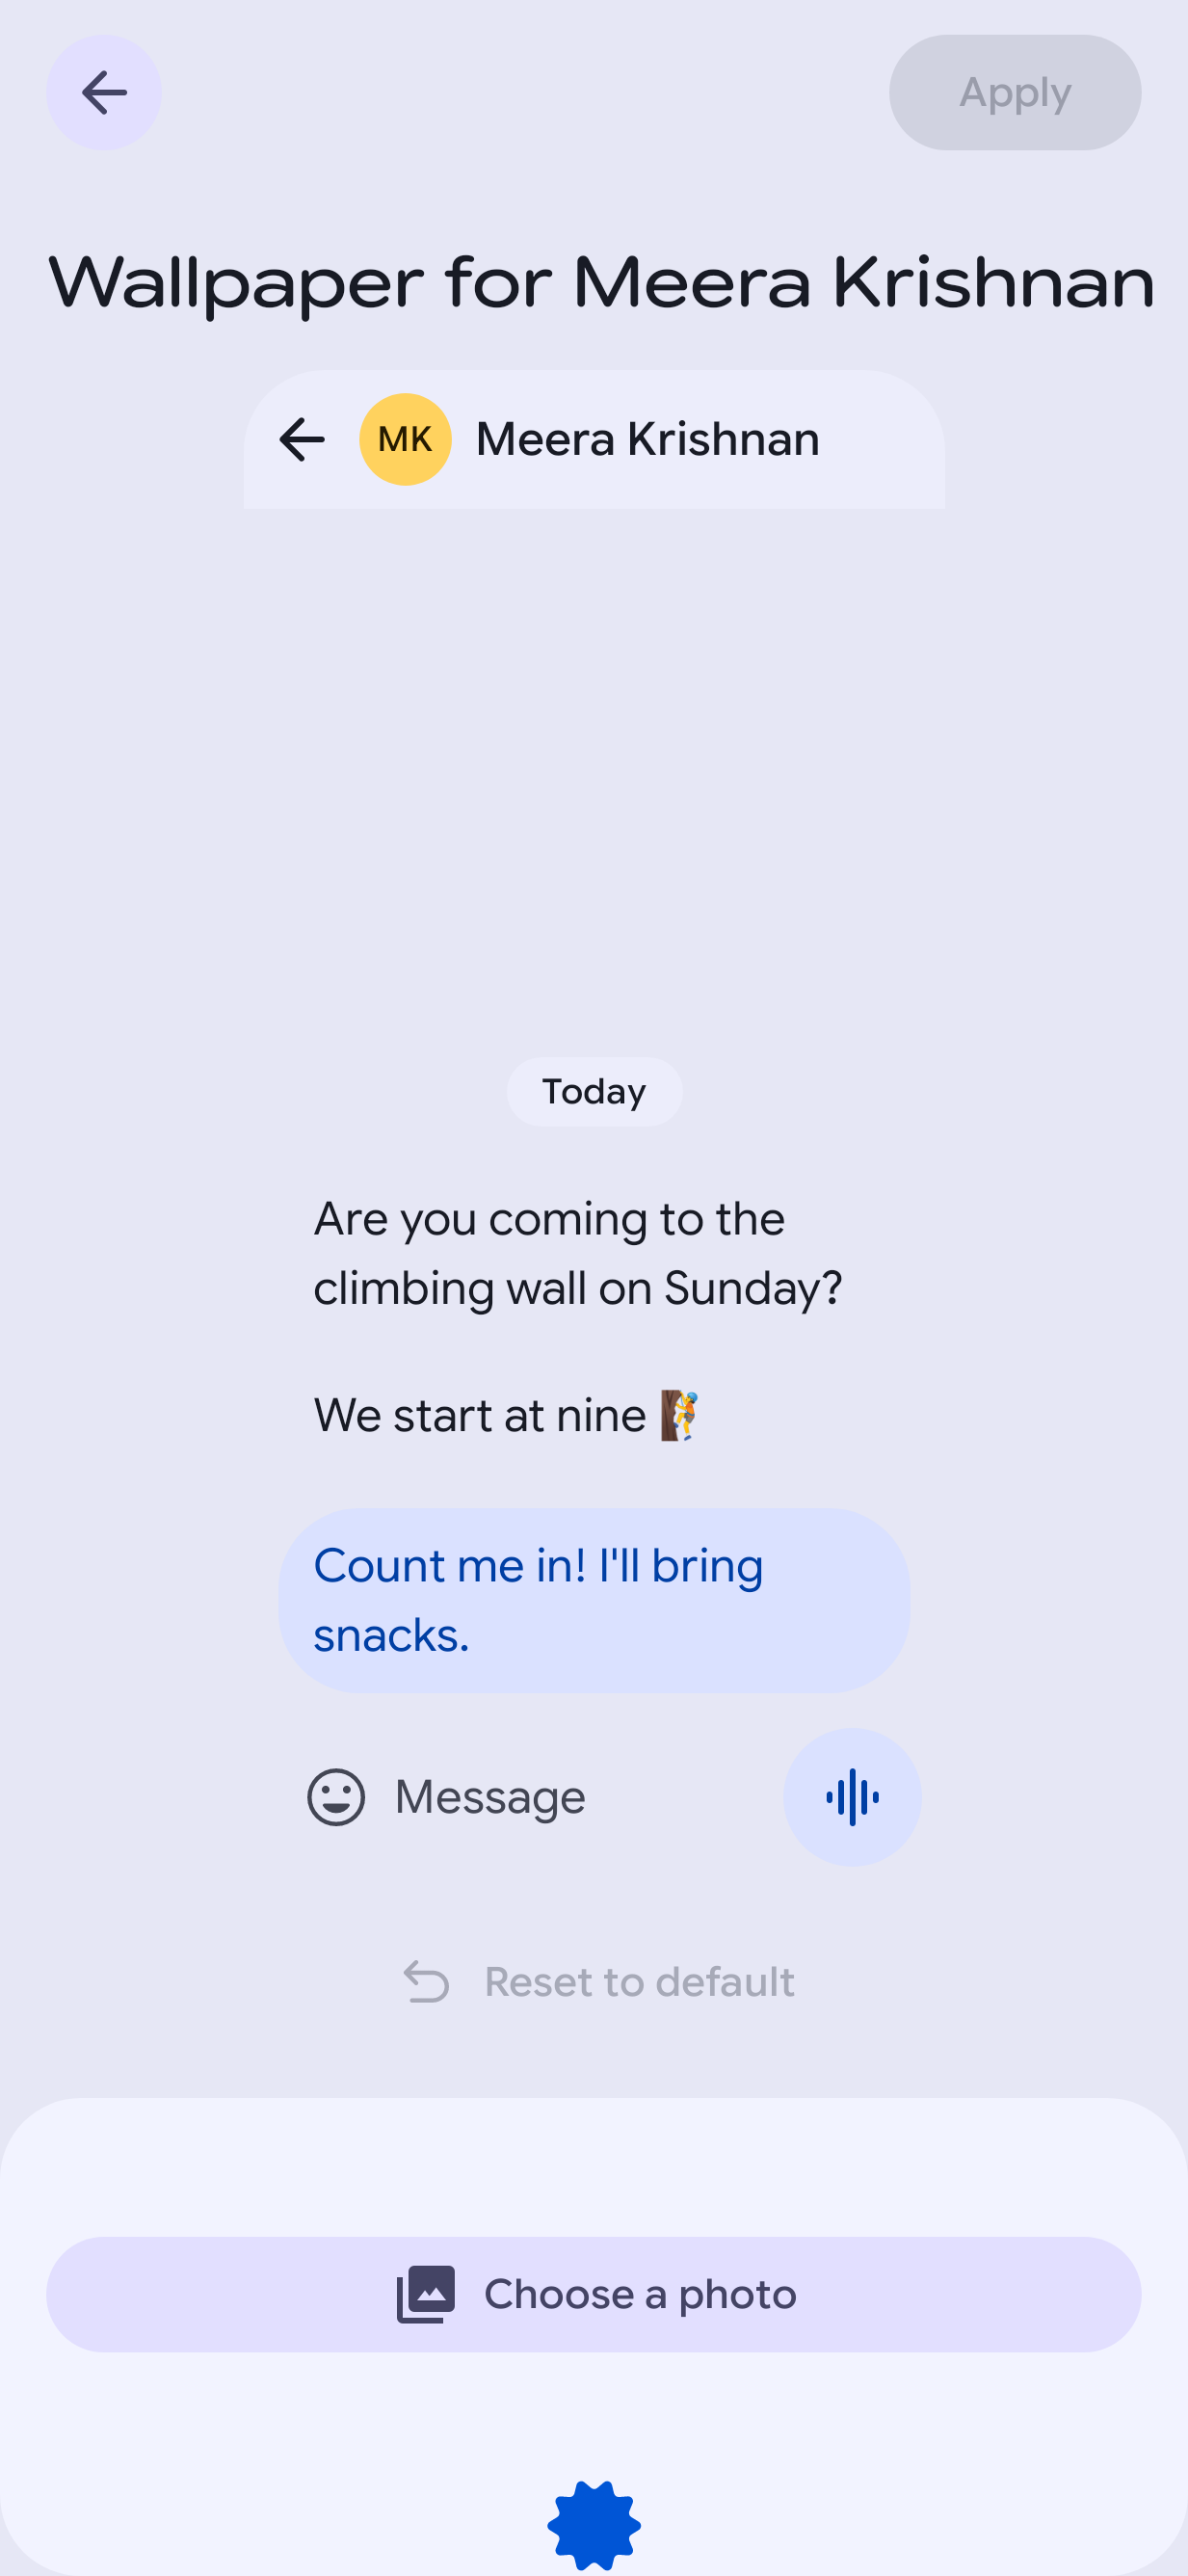 Apply
Wallpaper for Meera Krishnan
MK Meera Krishnan
Today
Are you coming to the
climbing wall on Sunday?
We start at nine 🧗
Count me in! I'll bring
snacks.
Message
Reset to default
Choose a photo